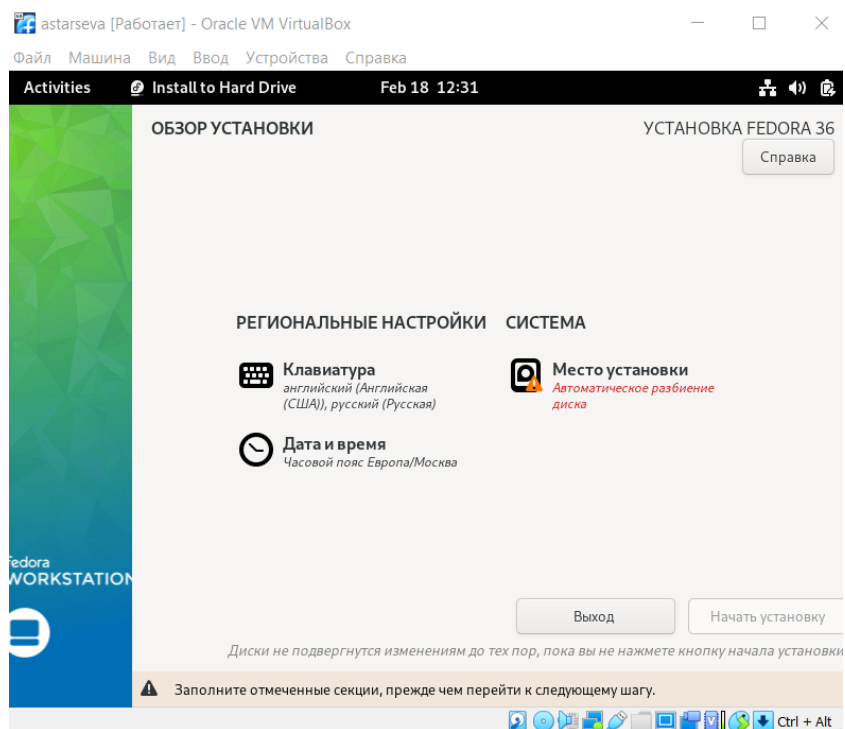 astarseva [Работает] - Oracle VM VirtualBox
Файл Машина Вид Ввод Устройства Справка
Activities Install to Hard Drive Feb 18 12:31
ОБЗОР УСТАНОВКИ
УСТАНОВКА FEDORA 36
Справка
РЕГИОНАЛЬНЫЕ НАСТРОЙКИ
Клавиатура
английский (Английская
(США)), русский (Русская)
Дата и время
Часовой пояс Европа/Москва
СИСТЕМА
Место установки
Автоматическое разбиение
диска
fedora
WORKSTATION
Выход
Начать установку
Диски не подвергнутся изменениям до тех пор, пока вы не нажмете кнопку начала установки
Заполните отмеченные секции, прежде чем перейти к следующему шагу.
Ctrl + Alt